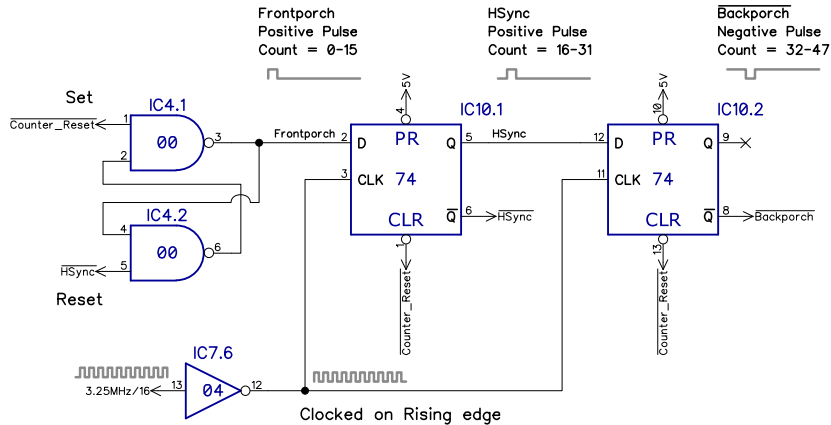 Frontporch
Positive Pulse
Count = 0-15
HSync
Positive Pulse
Count = 16-31
Backporch
Negative Pulse
Count = 32-47
Set
IC4.1
Counter_Reset
1
2
00
3
Frontporch
IC4.2
4
5
00
6
HSync
Reset
5V
4
IC10.1
2
D
PR
Q
5
HSync
3
CLK
74
CLR
Q
6
HSync
1
Counter_Reset
5V
10
IC10.2
12
D
PR
Q
9
11
CLK
74
CLR
Q
8
Backporch
13
Counter_Reset
IC7.6
3.25MHz/16
13
04
12
Clocked on Rising edge